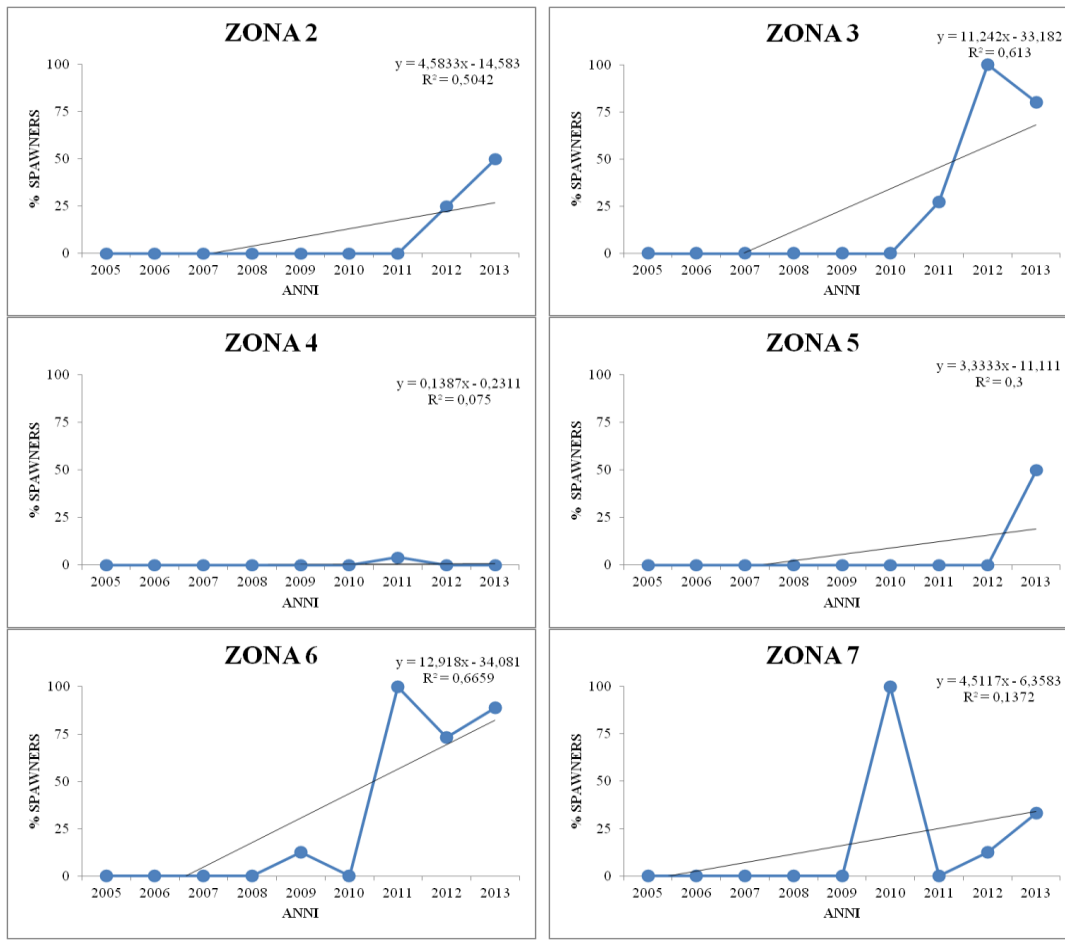 ZONA 2
y = 4,5833x - 14,583
R² = 0,5042
100
75
50
25
0
% SPAWNERS
2005 2006 2007 2008 2009 2010 2011 2012 2013
ANNI
ZONA 3
y = 11,242x - 33,182
R² = 0,613
100
75
50
25
0
% SPAWNERS
2005 2006 2007 2008 2009 2010 2011 2012 2013
ANNI
ZONA 4
y = 0,1387x - 0,2311
R² = 0,075
100
75
50
25
0
% SPAWNERS
2005 2006 2007 2008 2009 2010 2011 2012 2013
ANNI
ZONA 5
y = 3,3333x - 11,111
R² = 0,3
100
75
50
25
0
% SPAWNERS
2005 2006 2007 2008 2009 2010 2011 2012 2013
ANNI
ZONA 6
y = 12,918x - 34,081
R² = 0,6659
100
75
50
25
0
% SPAWNERS
2005 2006 2007 2008 2009 2010 2011 2012 2013
ANNI
ZONA 7
y = 4,5117x - 6,3583
R² = 0,1372
100
75
50
25
0
% SPAWNERS
2005 2006 2007 2008 2009 2010 2011 2012 2013
ANNI